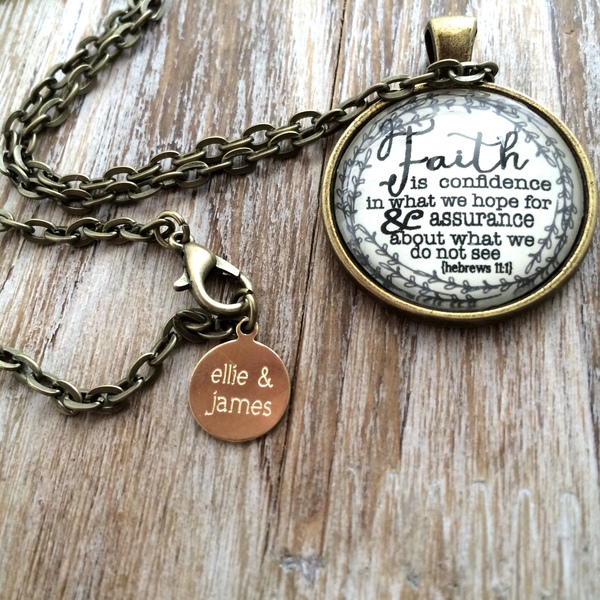 Faith
is confidence
in what we hope for
& assurance
about what we
do not see
{hebrews 11:1}
ellie &
james